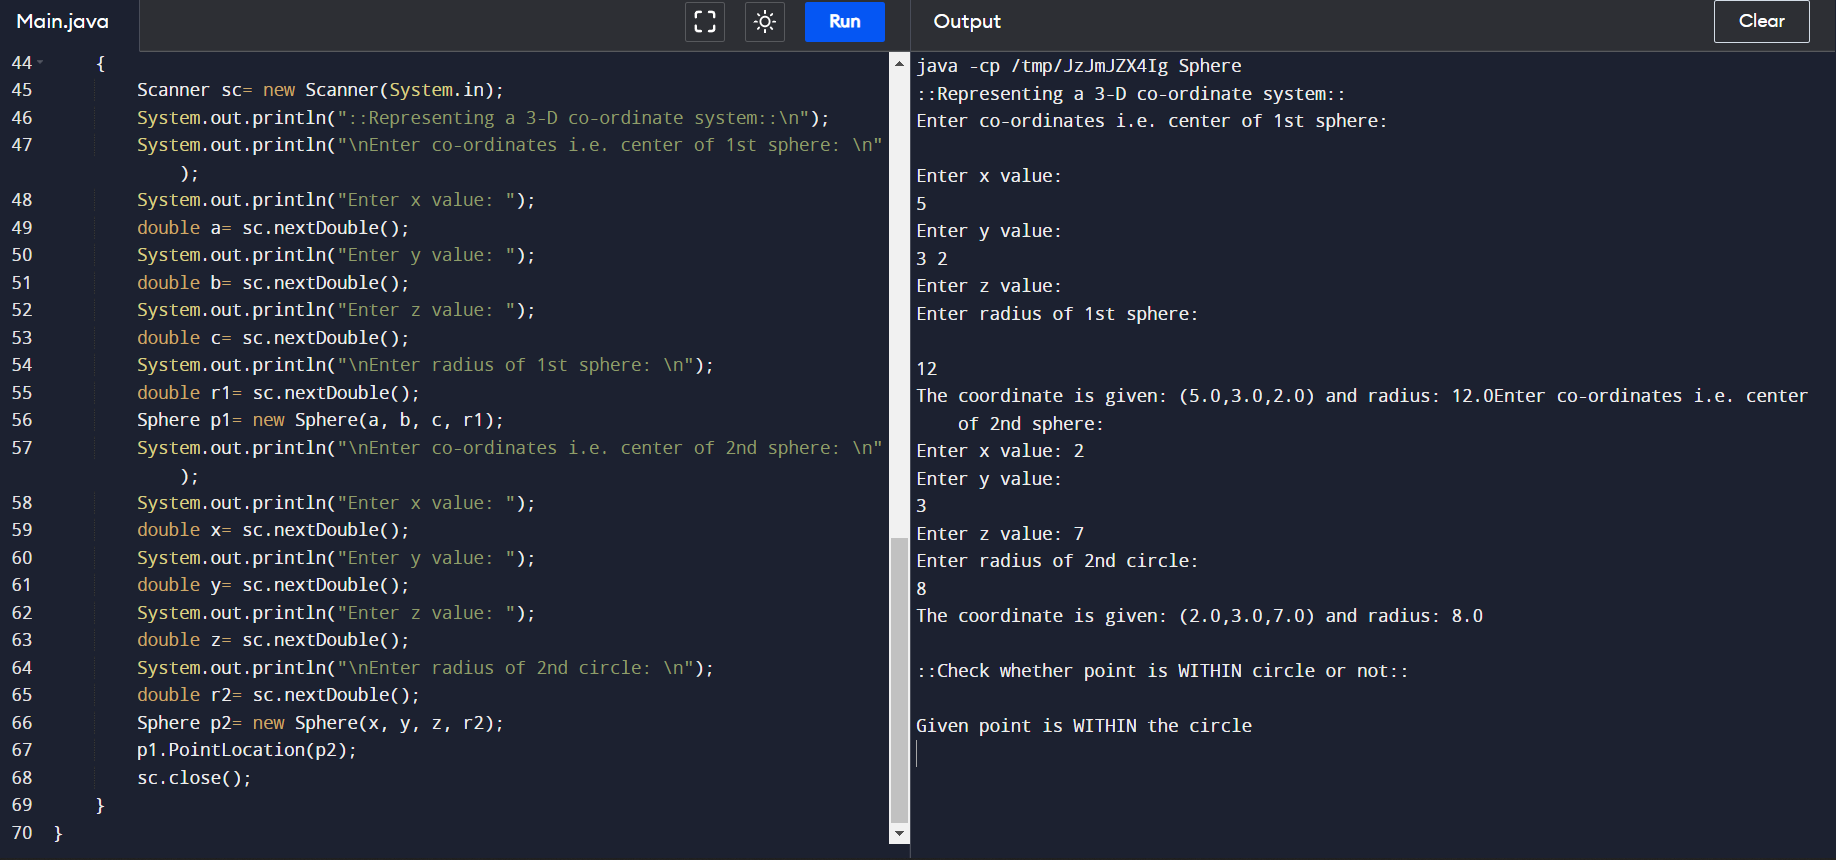 Main.java
Run
Output
Clear
44 {
45 Scanner sc= new Scanner(System.in);
46 System.out.println("::Representing a 3-D co-ordinate system::\n");
47 System.out.println("\nEnter co-ordinates i.e. center of 1st sphere: \n"
);
48 System.out.println("Enter x value: ");
49 double a= sc.nextDouble();
50 System.out.println("Enter y value: ");
51 double b= sc.nextDouble();
52 System.out.println("Enter z value: ");
53 double c= sc.nextDouble();
54 System.out.println("\nEnter radius of 1st sphere: \n");
55 double r1= sc.nextDouble();
56 Sphere p1= new Sphere(a, b, c, r1);
57 System.out.println("\nEnter co-ordinates i.e. center of 2nd sphere: \n"
);
58 System.out.println("Enter x value: ");
59 double x= sc.nextDouble();
60 System.out.println("Enter y value: ");
61 double y= sc.nextDouble();
62 System.out.println("Enter z value: ");
63 double z= sc.nextDouble();
64 System.out.println("\nEnter radius of 2nd circle: \n");
65 double r2= sc.nextDouble();
66 Sphere p2= new Sphere(x, y, z, r2);
67 p1.PointLocation(p2);
68 sc.close();
69 }
70 }
java -cp /tmp/JzJmJZX4Ig Sphere
::Representing a 3-D co-ordinate system::
Enter co-ordinates i.e. center of 1st sphere:
Enter x value:
5
Enter y value:
3 2
Enter z value:
Enter radius of 1st sphere:
12
The coordinate is given: (5.0,3.0,2.0) and radius: 12.0Enter co-ordinates i.e. center
of 2nd sphere:
Enter x value: 2
Enter y value:
3
Enter z value: 7
Enter radius of 2nd circle:
8
The coordinate is given: (2.0,3.0,7.0) and radius: 8.0
::Check whether point is WITHIN circle or not::
Given point is WITHIN the circle